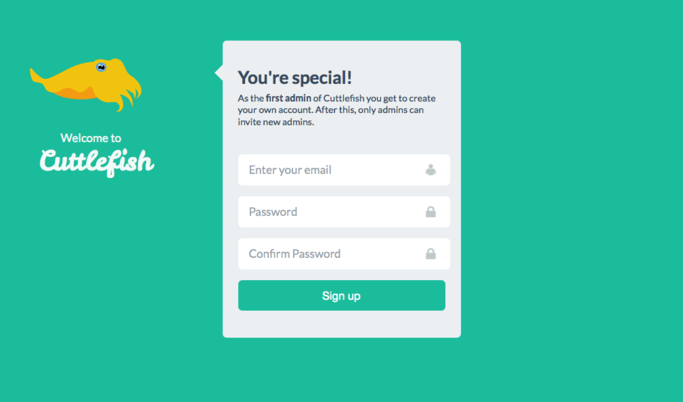 Welcome to
Cuttlefish
You're special!
As the first admin of Cuttlefish you get to create
your own account. After this, only admins can
invite new admins.
Enter your email
Password
Confirm Password
Sign up